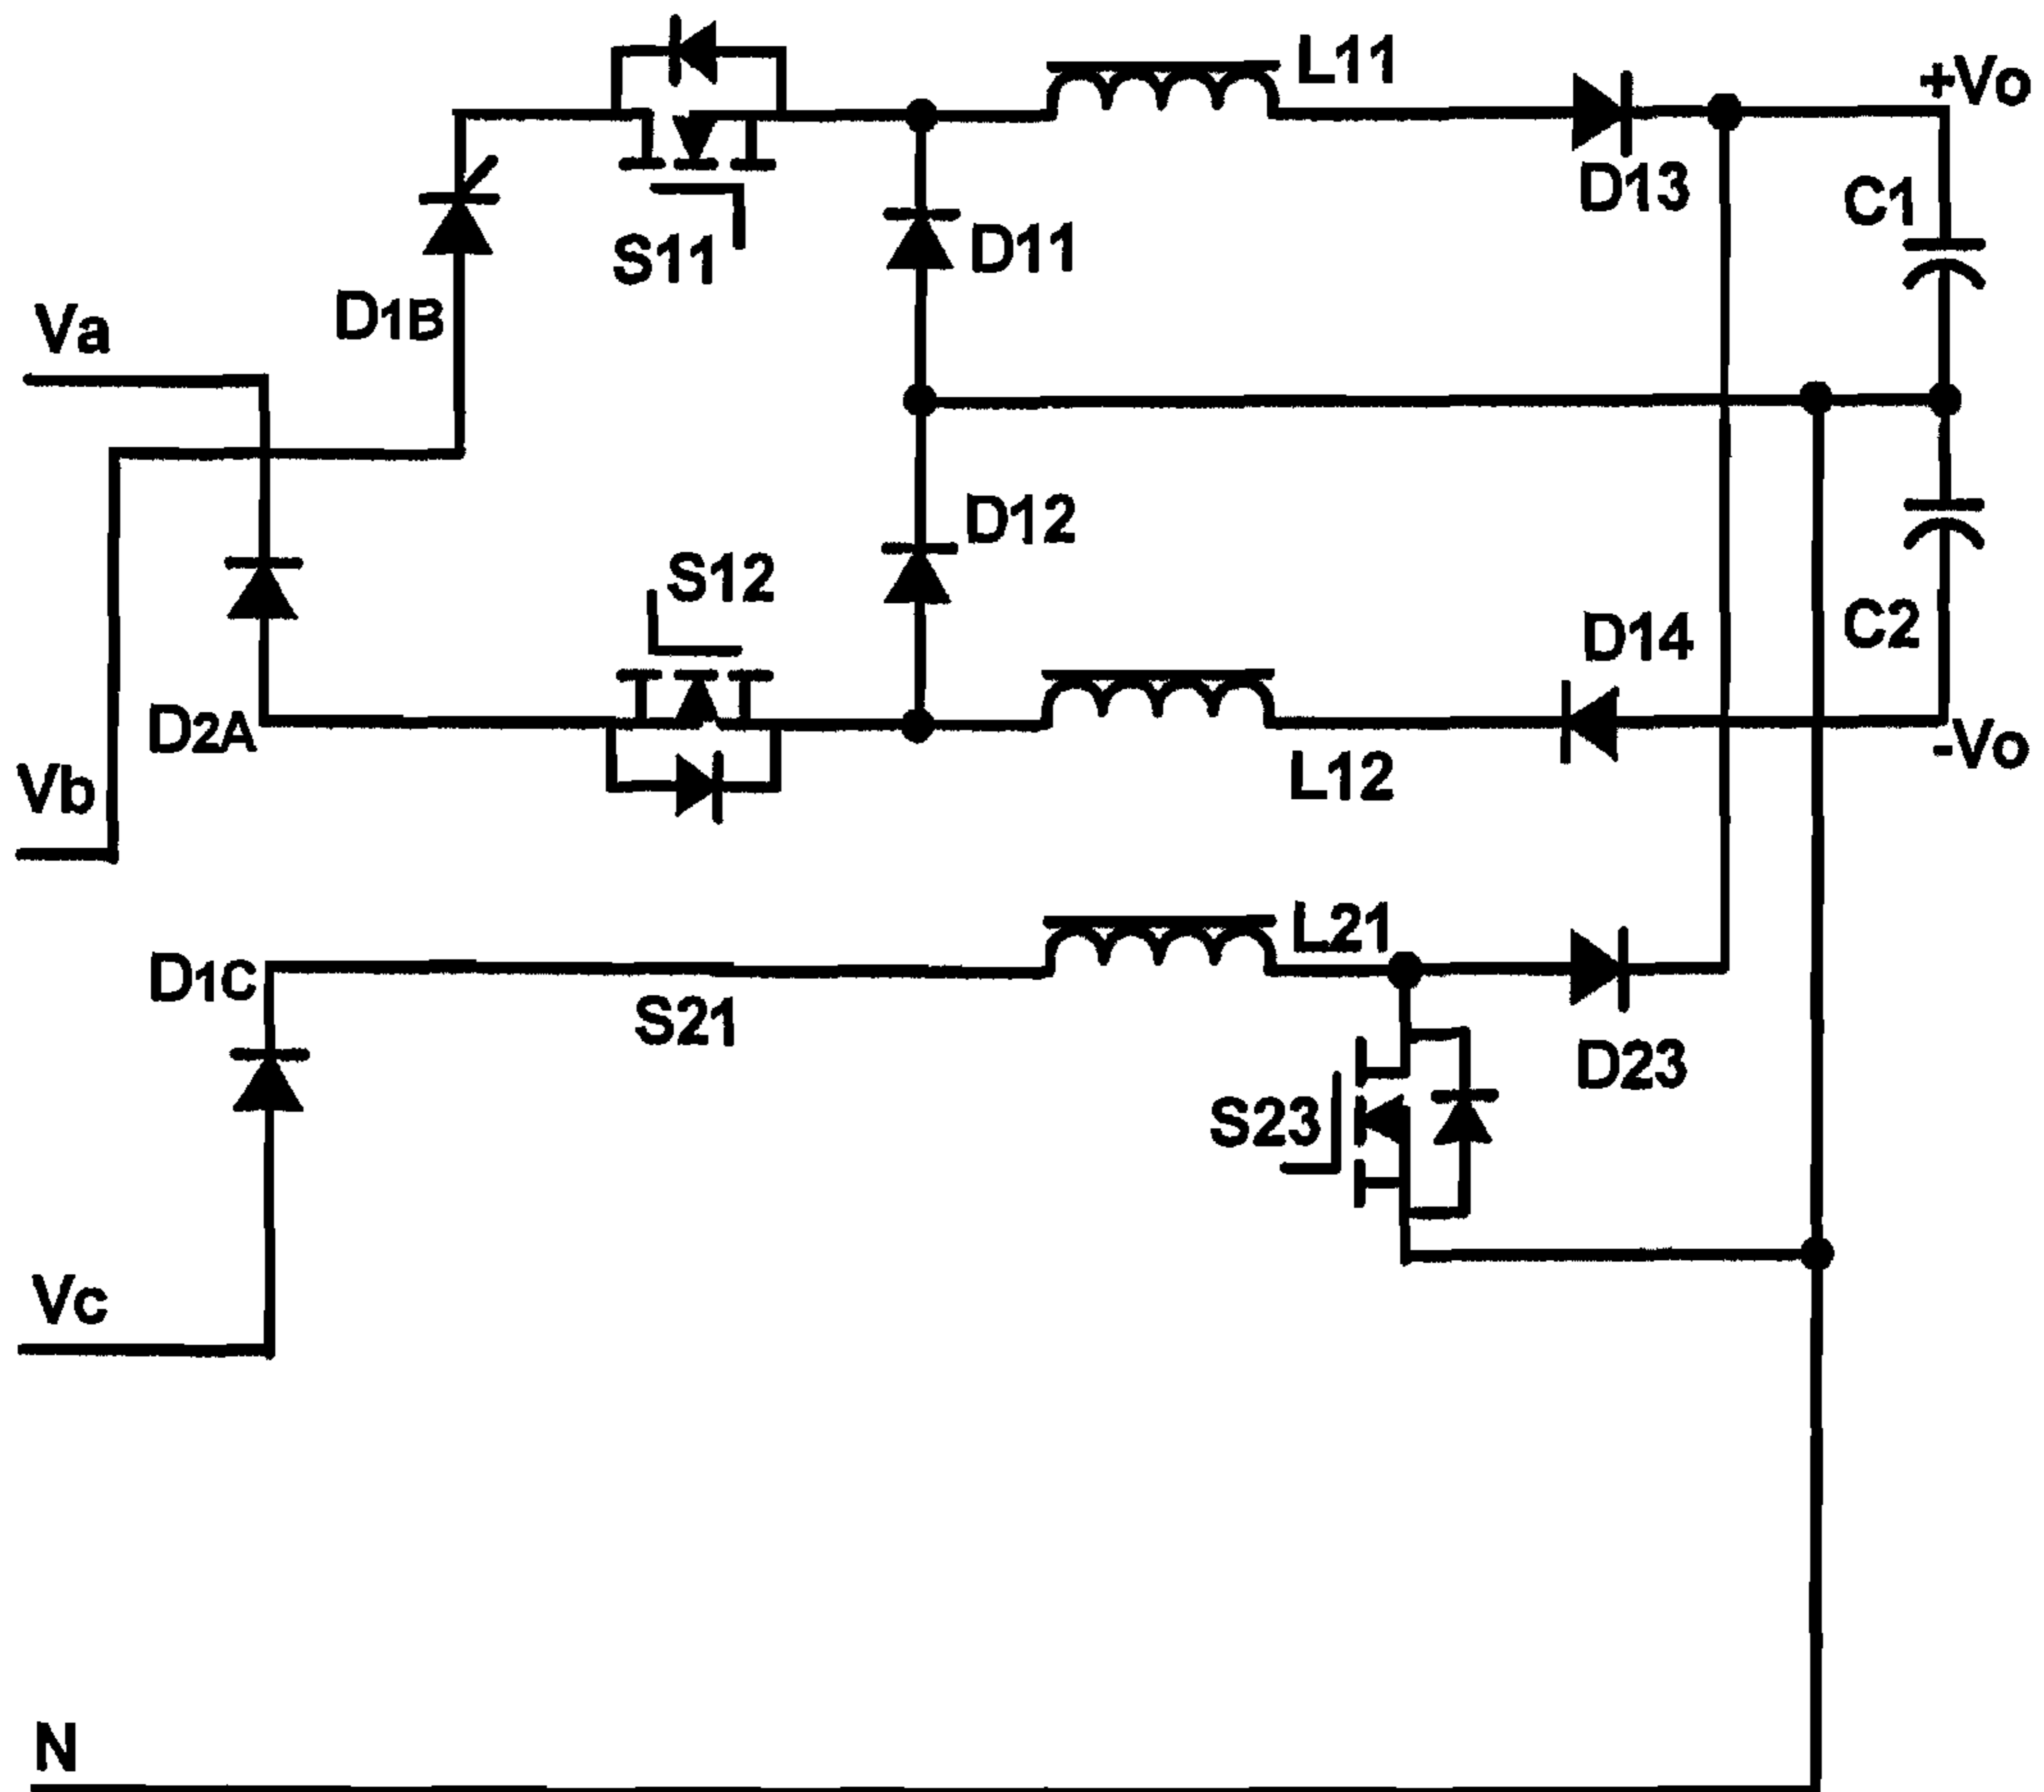 L11
+Vo
D13
C1
S11
D11
D1B
Va
D12
S12
D14
C2
D2A
L12
-Vo
Vb
L21
D1C
S21
D23
S23
Vc
N